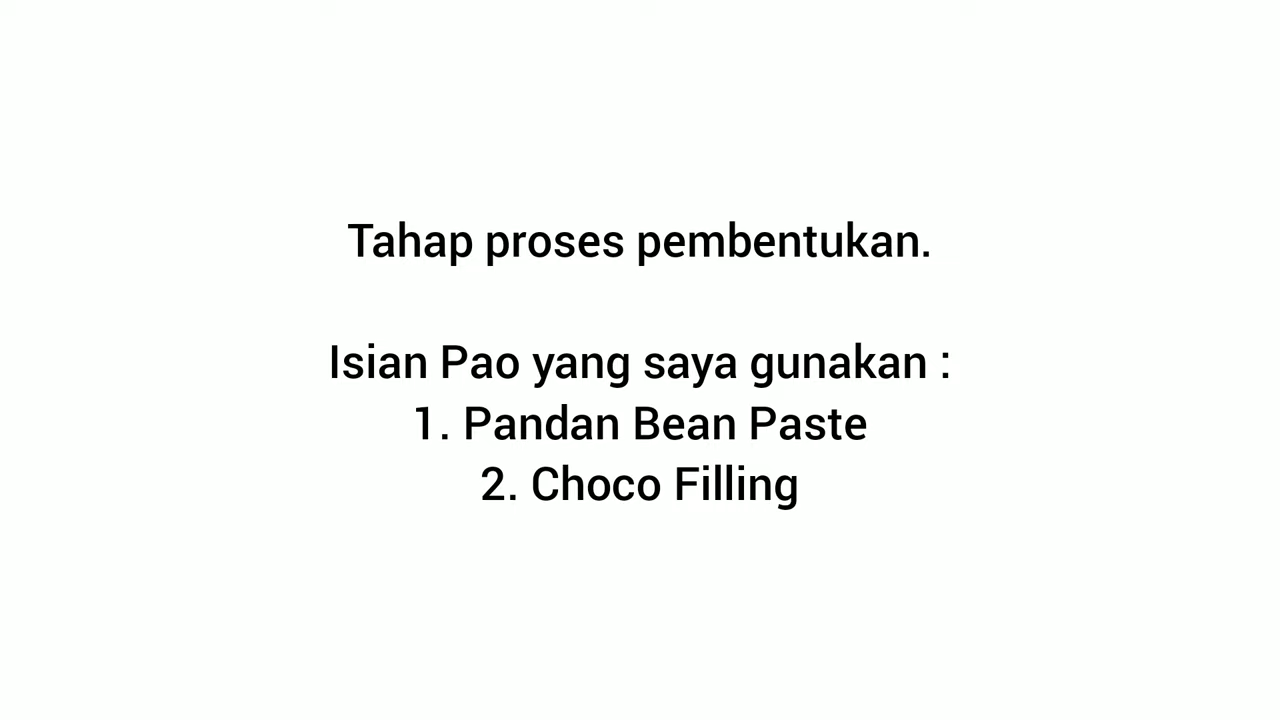 Tahap proses pembentukan.
Isian Pao yang saya gunakan :
1. Pandan Bean Paste
2. Choco Filling